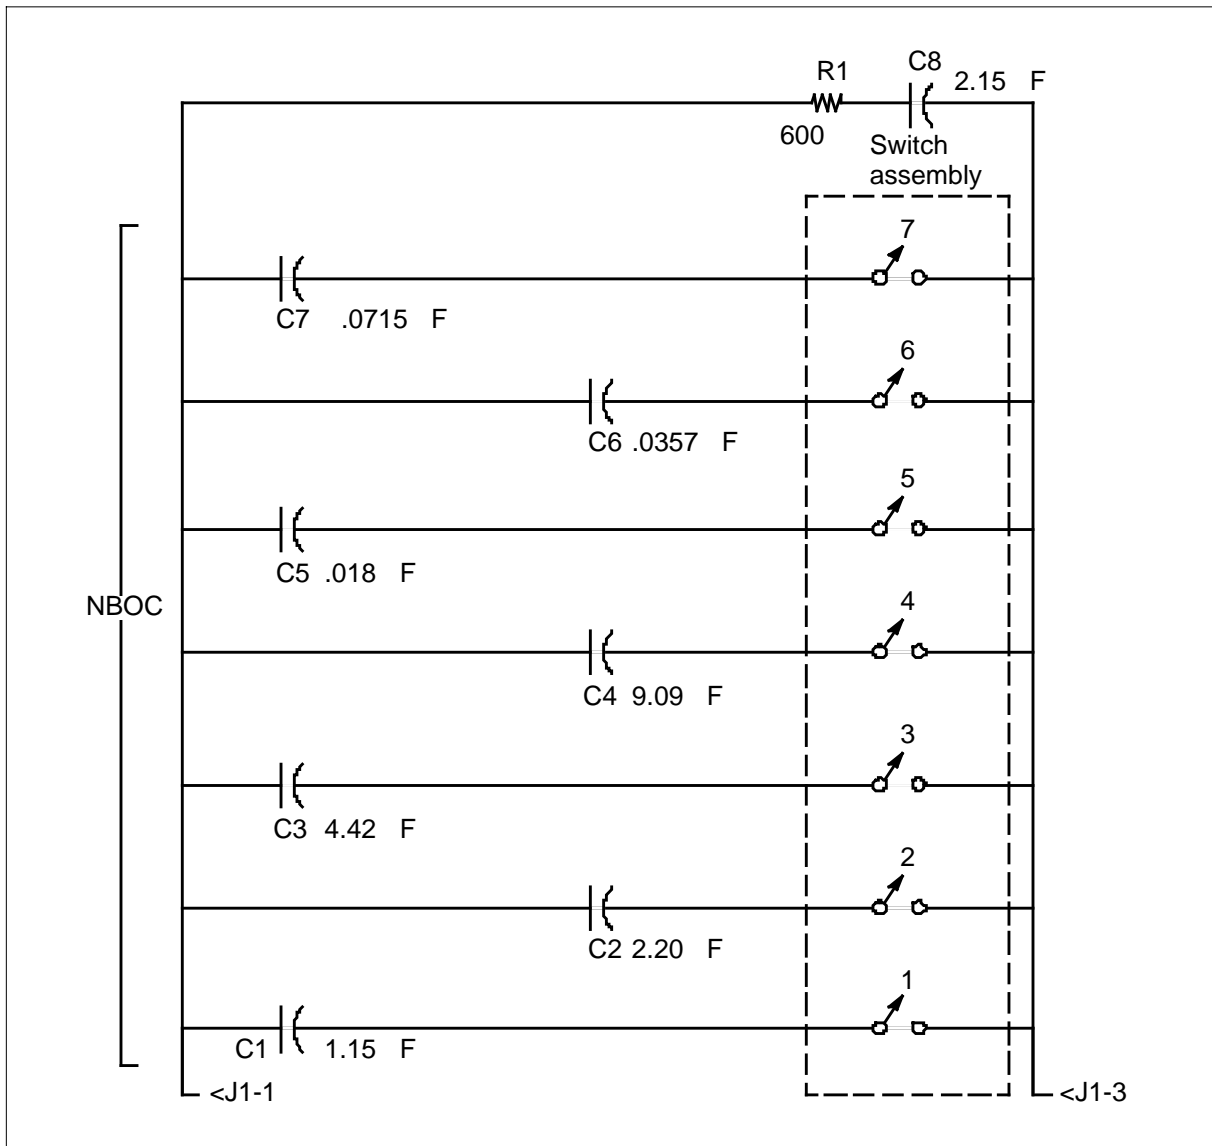 R1
C8
2.15 F
600
Switch
assembly
7
C7 .0715 F
6
C6 .0357 F
5
C5 .018 F
NBOC
4
C4 9.09 F
3
C3 4.42 F
2
C2 2.20 F
1
C1 1.15 F
<J1-1
<J1-3